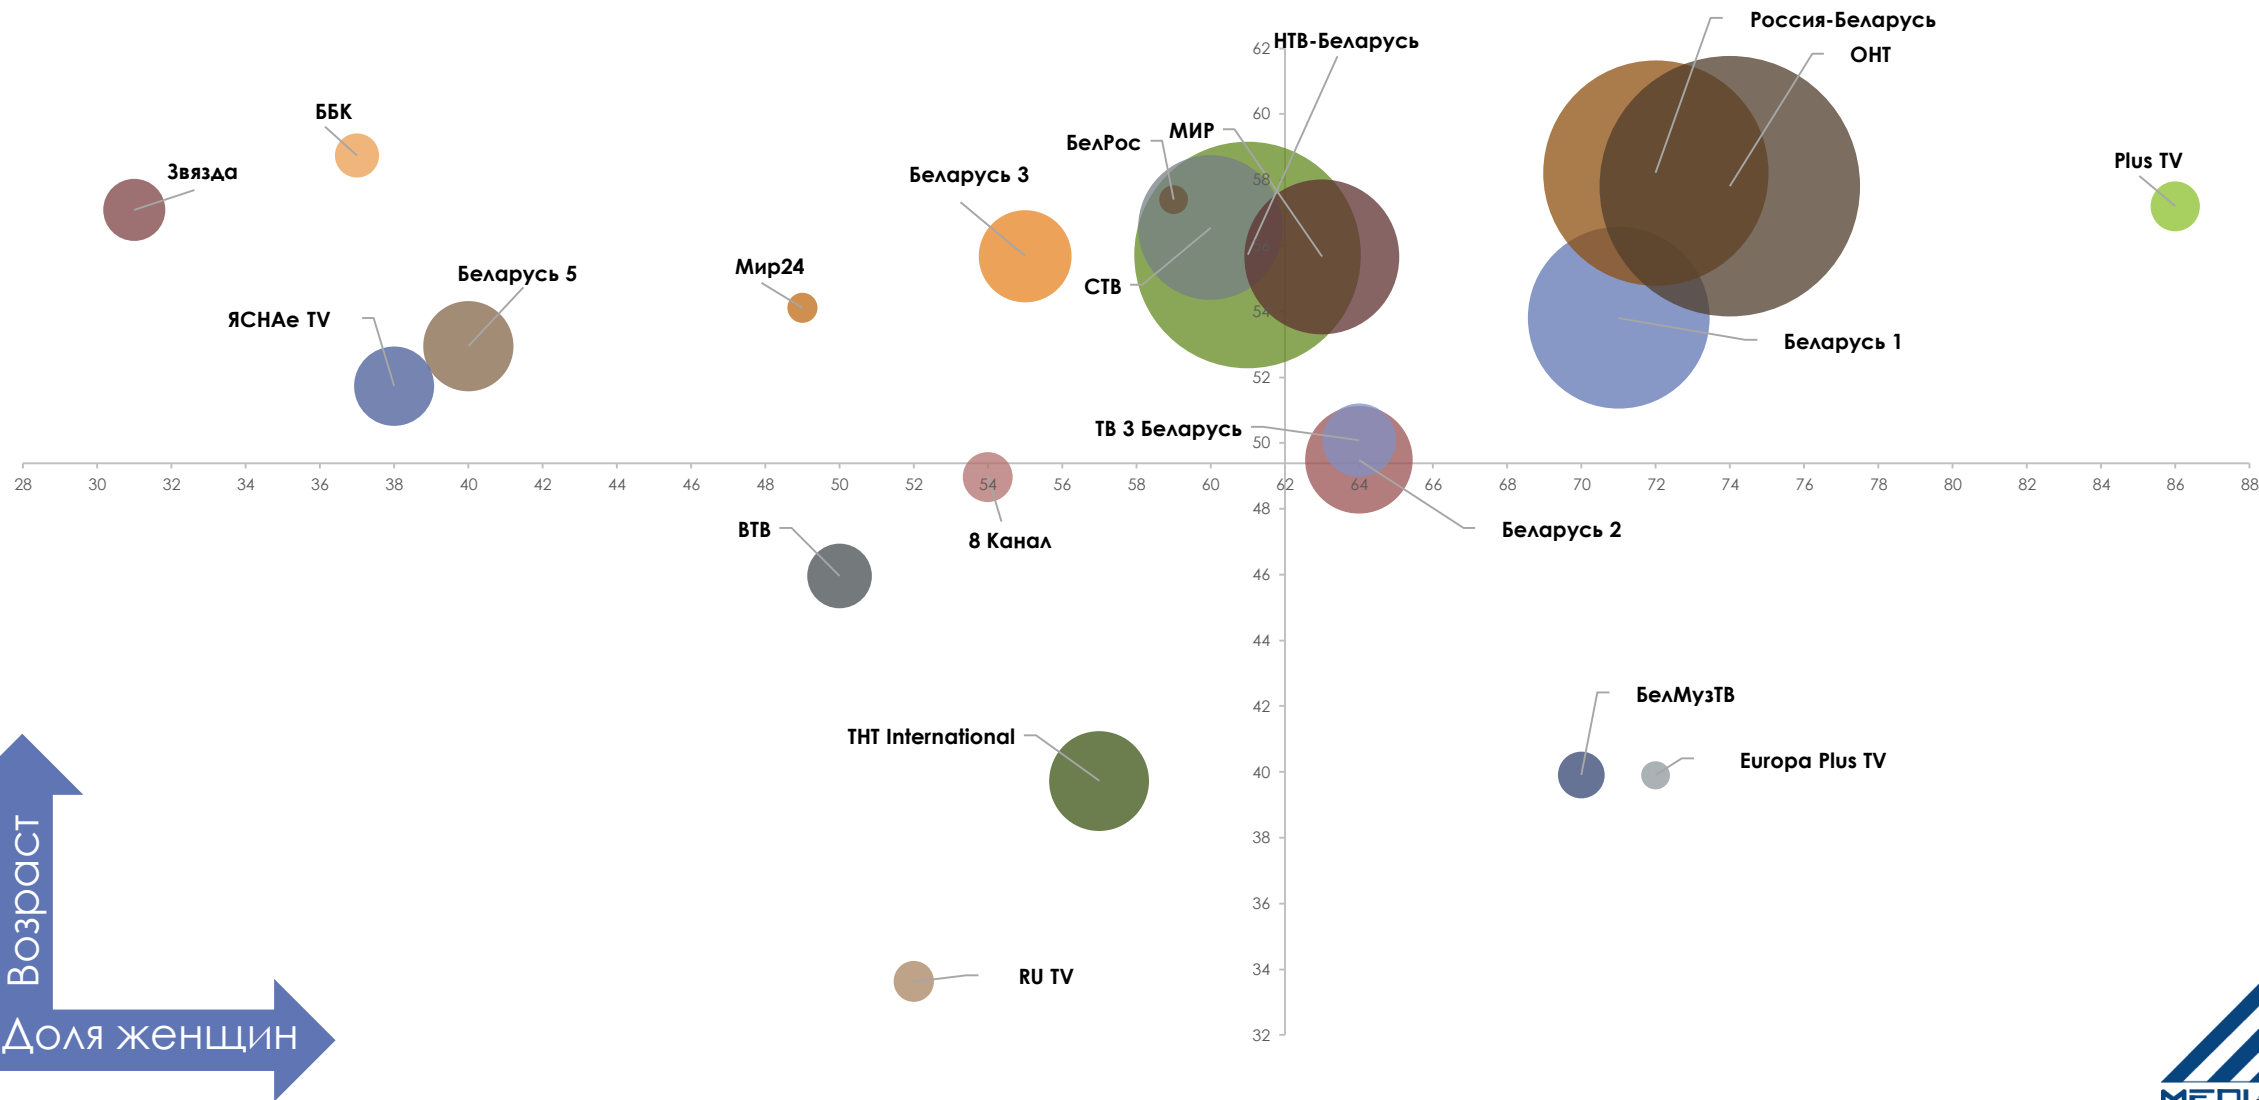 Россия-Беларусь
НТВ-Беларусь
ОНТ
62
ББК
60
МИР
БелРос
Plus TV
Звязда
Беларусь 3
58
56
Мир24
Беларусь 5
СТВ
54
ЯСНАе TV
Беларусь 1
52
ТВ 3 Беларусь
50
28 30 32 34 36 38 40 42 44 46 48 50 52 54 56 58 60 62 64 66 68 70 72 74 76 78 80 82 84 86 88
48
ВТВ
Беларусь 2
8 Канал
46
44
БелМузТВ
42
ТНТ International
Europa Plus TV
40
38
36
34
RU TV
32
Возраст
Доля женщин